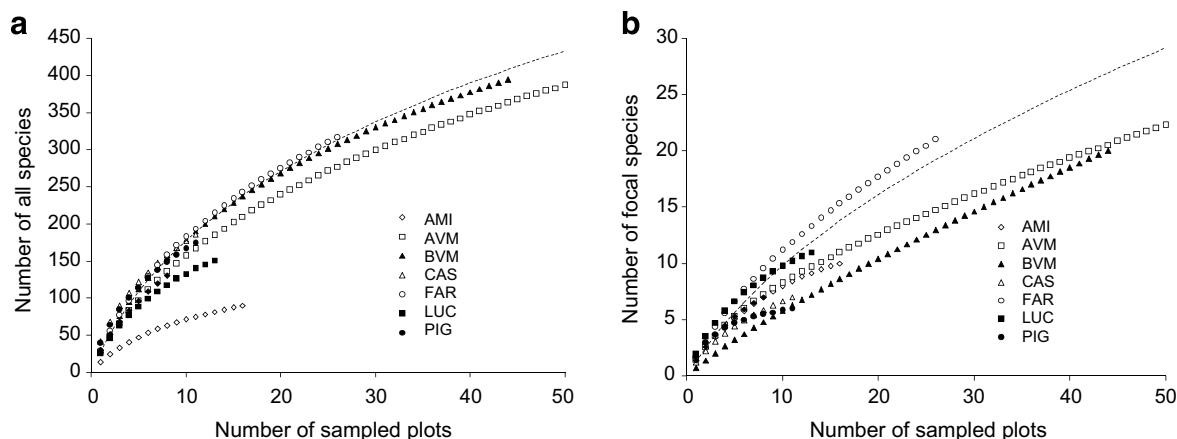 a
Number of all species
450
400
350
300
250
200
150
100
50
0
0
10
20
30
40
50
Number of sampled plots
AMI
AVM
BVM
CAS
FAR
LUC
PIG
b
Number of focal species
30
25
20
15
10
5
0
0
10
20
30
40
50
Number of sampled plots
AMI
AVM
BVM
CAS
FAR
LUC
PIG